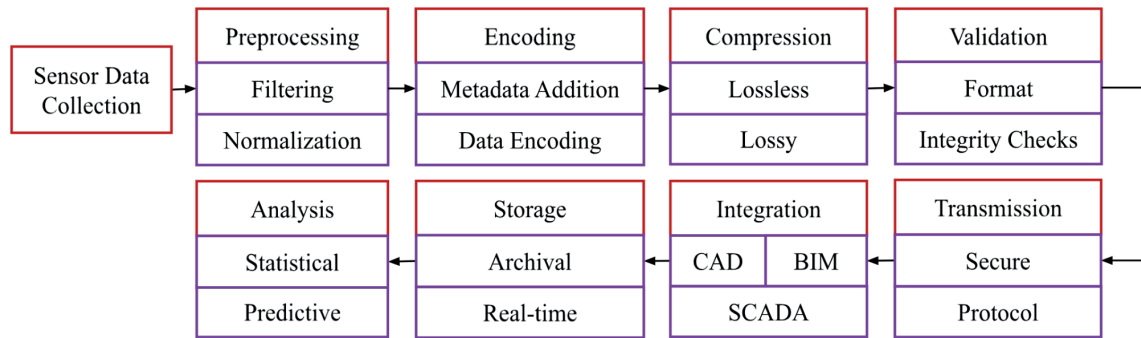 Sensor Data
Collection
Preprocessing
Filtering
Normalization
Encoding
Metadata Addition
Data Encoding
Compression
Lossless
Lossy
Validation
Format
Integrity Checks
Transmission
Secure
Protocol
Integration
CAD
BIM
SCADA
Storage
Archival
Real-time
Analysis
Statistical
Predictive